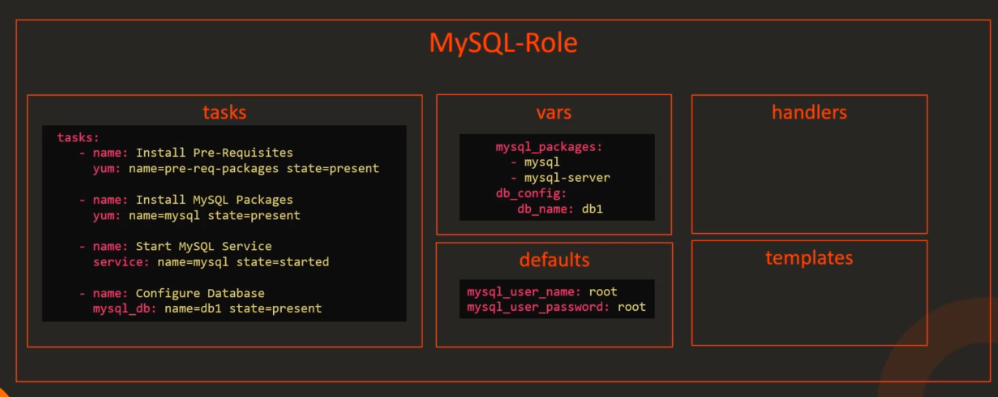 MySQL-Role
tasks
tasks:
- name: Install Pre-Requisites
yum: name=pre-req-packages state=present
- name: Install MySQL Packages
yum: name=mysql state=present
- name: Start MySQL Service
service: name=mysql state=started
- name: Configure Database
mysql_db: name=db1 state=present
vars
mysql_packages:
- mysql
- mysql-server
db_config:
db_name: db1
defaults
mysql_user_name: root
mysql_user_password: root
handlers
templates